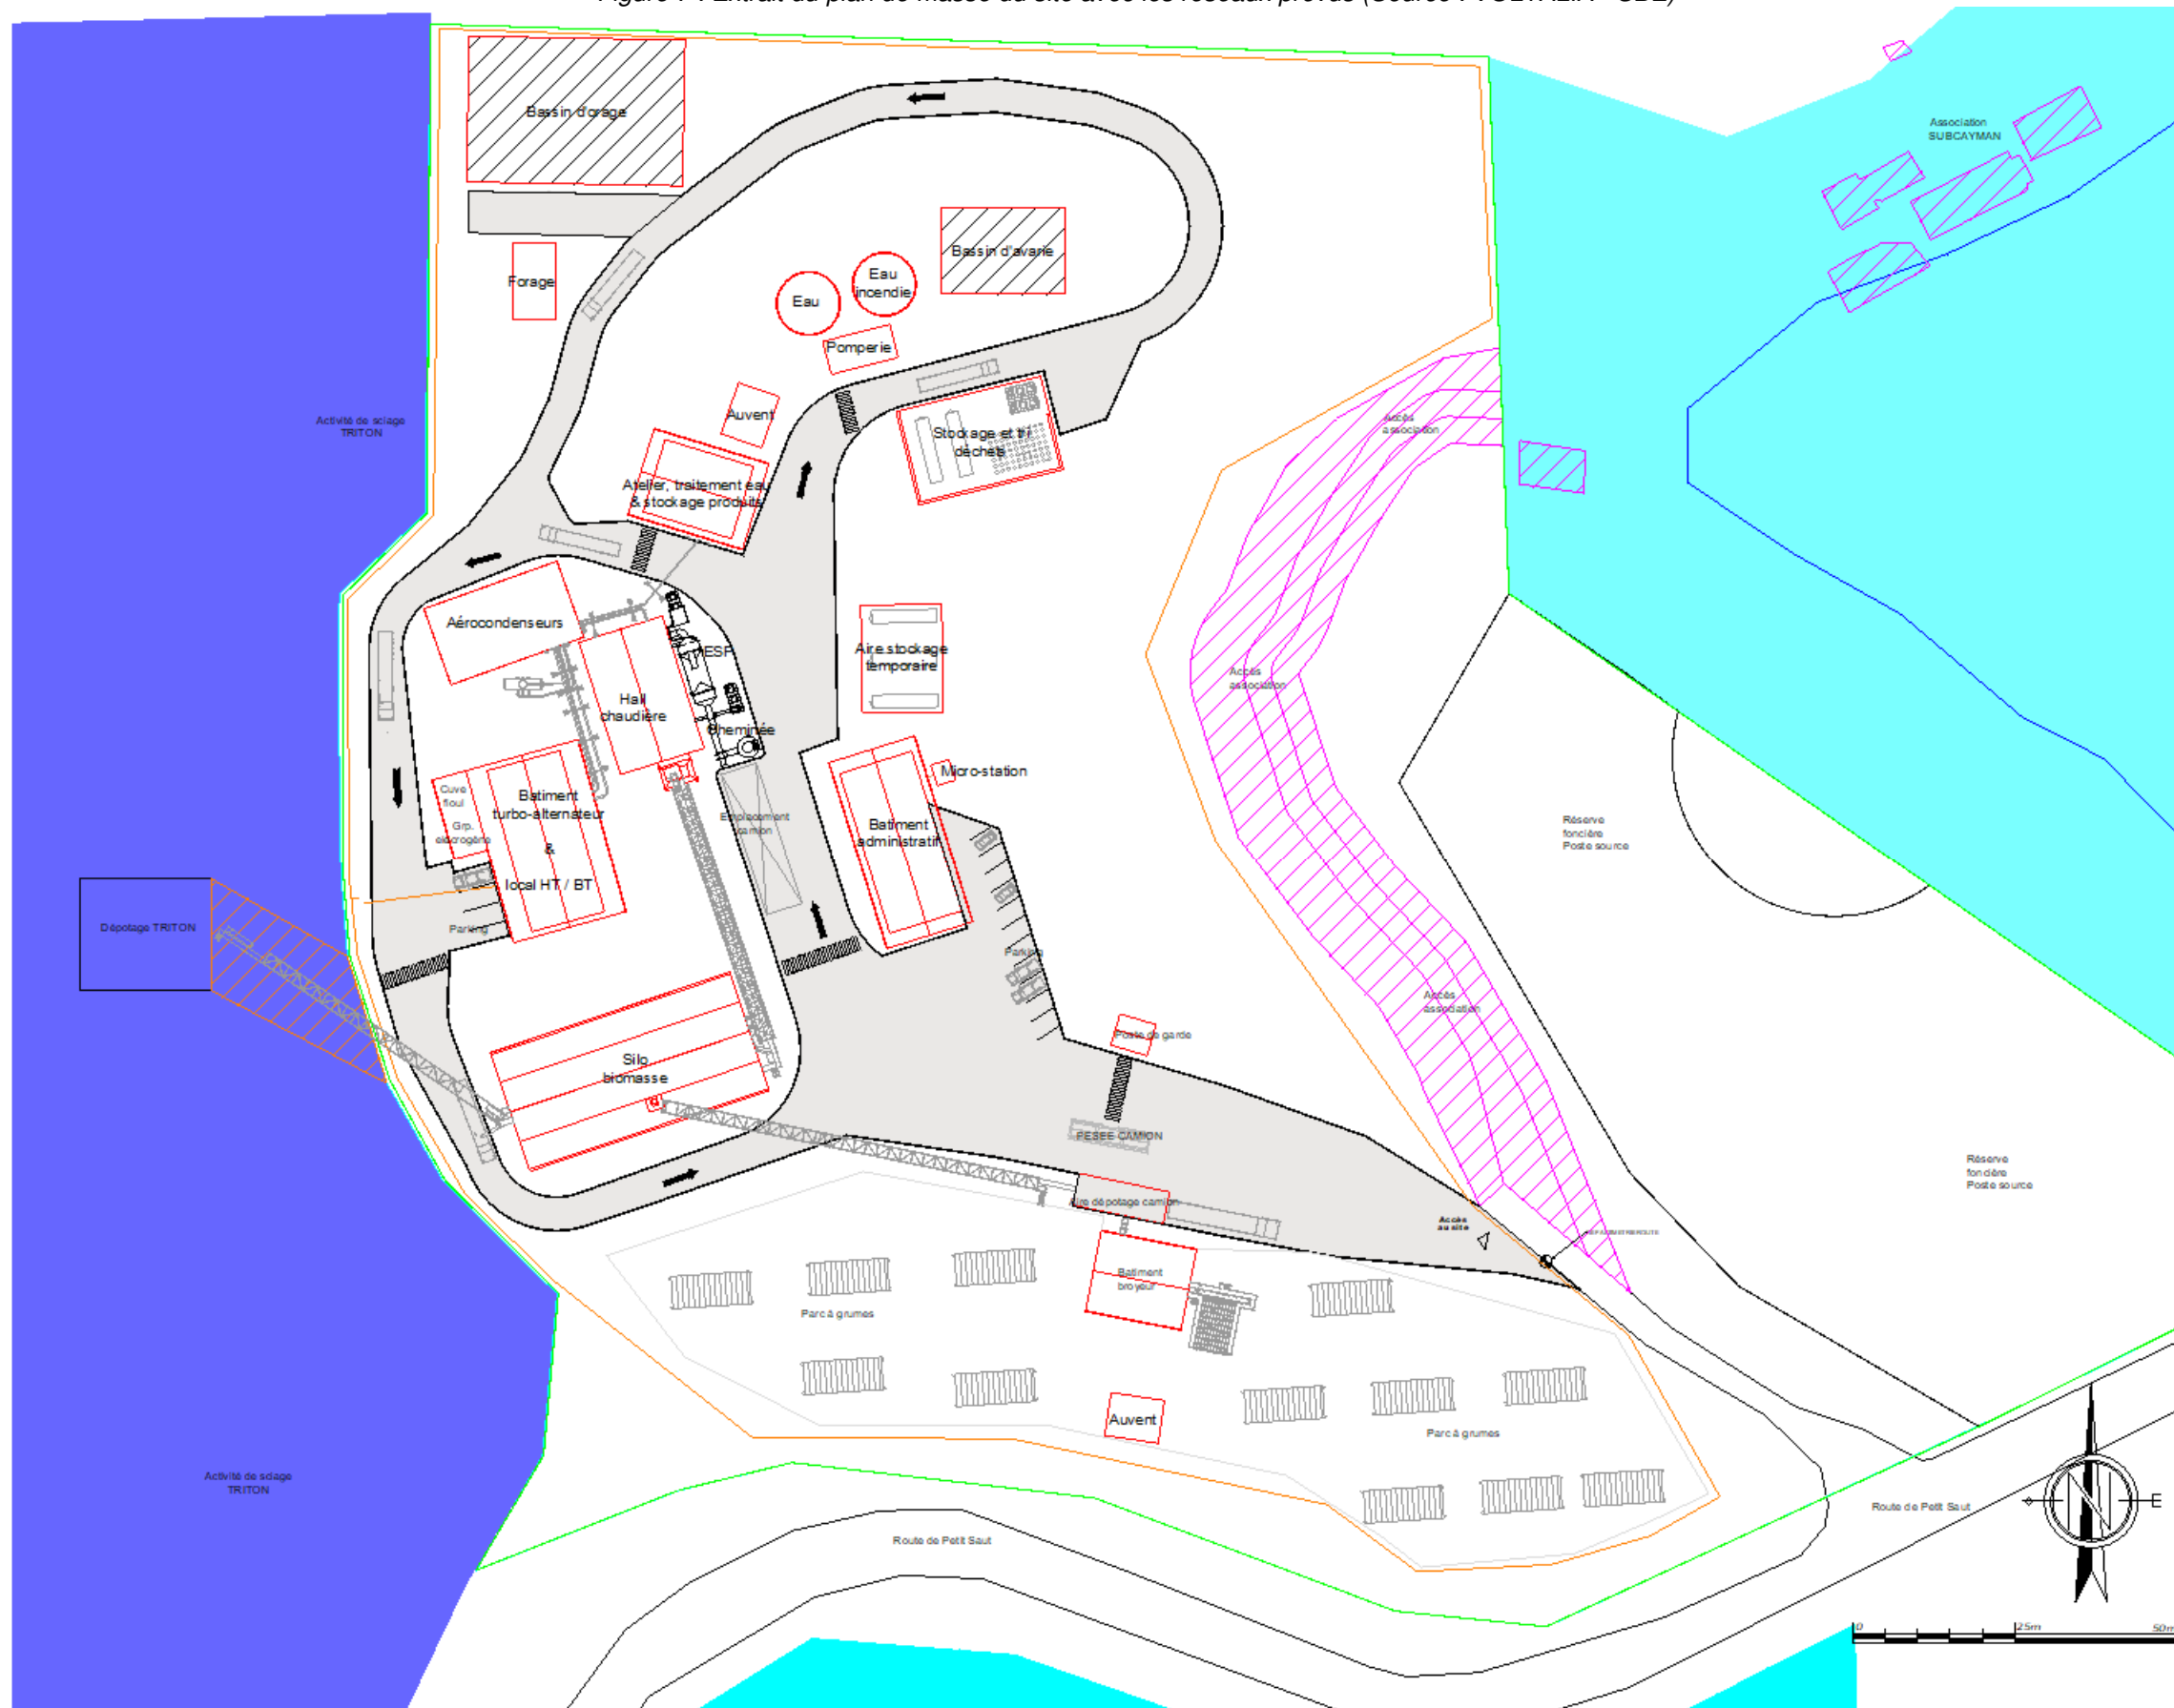 Bassin d'orage
Association
SUBCAYMAN
Bassin d'avarie
Forage
Eau
Eau
incendie
Pomperie
Auvent
Activité de sciage
TRITON
Accès
association
Stockage et tri
déchets
Atelier, traitement eau
& stockage produits
Aérocondenseurs
ESP
Aire stockage
temporaire
Accès
association
Hall
chaudière
Cheminée
Micro-station
Cuve
fioul
Batiment
turbo-alternateur
&
local HT / BT
Grp.
Emplacement
camion
Batiment
administratif
Réserve
foncière
Poste source
Dépotage TRITON
Parking
Parking
Accès
association
Poste de garde
Silo
biomasse
PESEE CAMION
Réserve
foncière
Poste source
Aire dépotage camion
Accès
au site
Batiment
broyeur
Parc à grumes
Auvent
Parc à grumes
Activité de sciage
TRITON
Route de Petit Saut
Route de Petit Saut
N
E
0
25m
50m